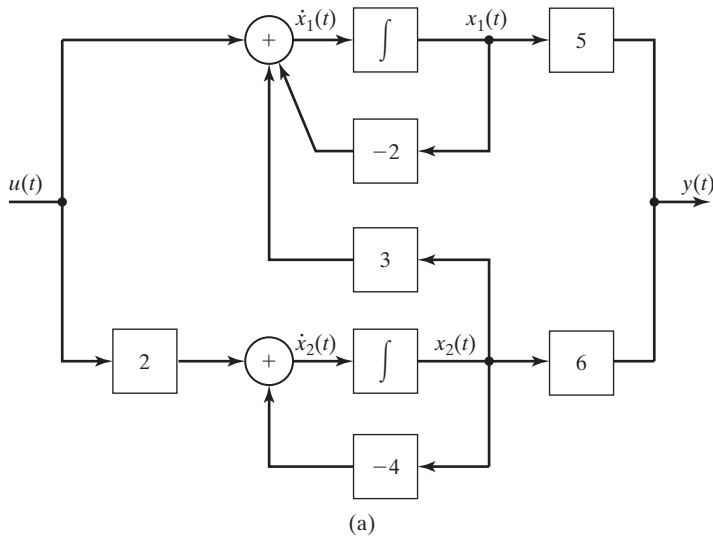 ẋ₁(t)
x₁(t)
+
∫
5
−2
u(t)
y(t)
3
ẋ₂(t)
x₂(t)
2
+
∫
6
−4
(a)